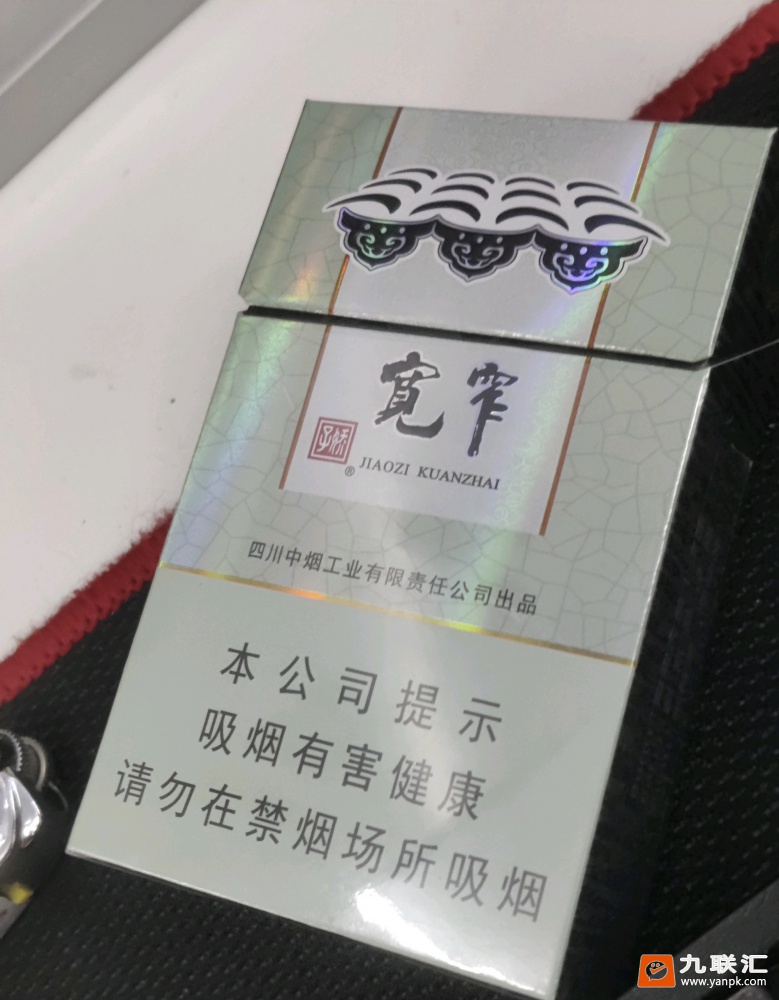 宽窄
娇子
® JIAOZI KUANZHAI
四川中烟工业有限责任公司出品
本公司提示
吸烟有害健康
请勿在禁烟场所吸烟
九联汇
www.yanpk.com